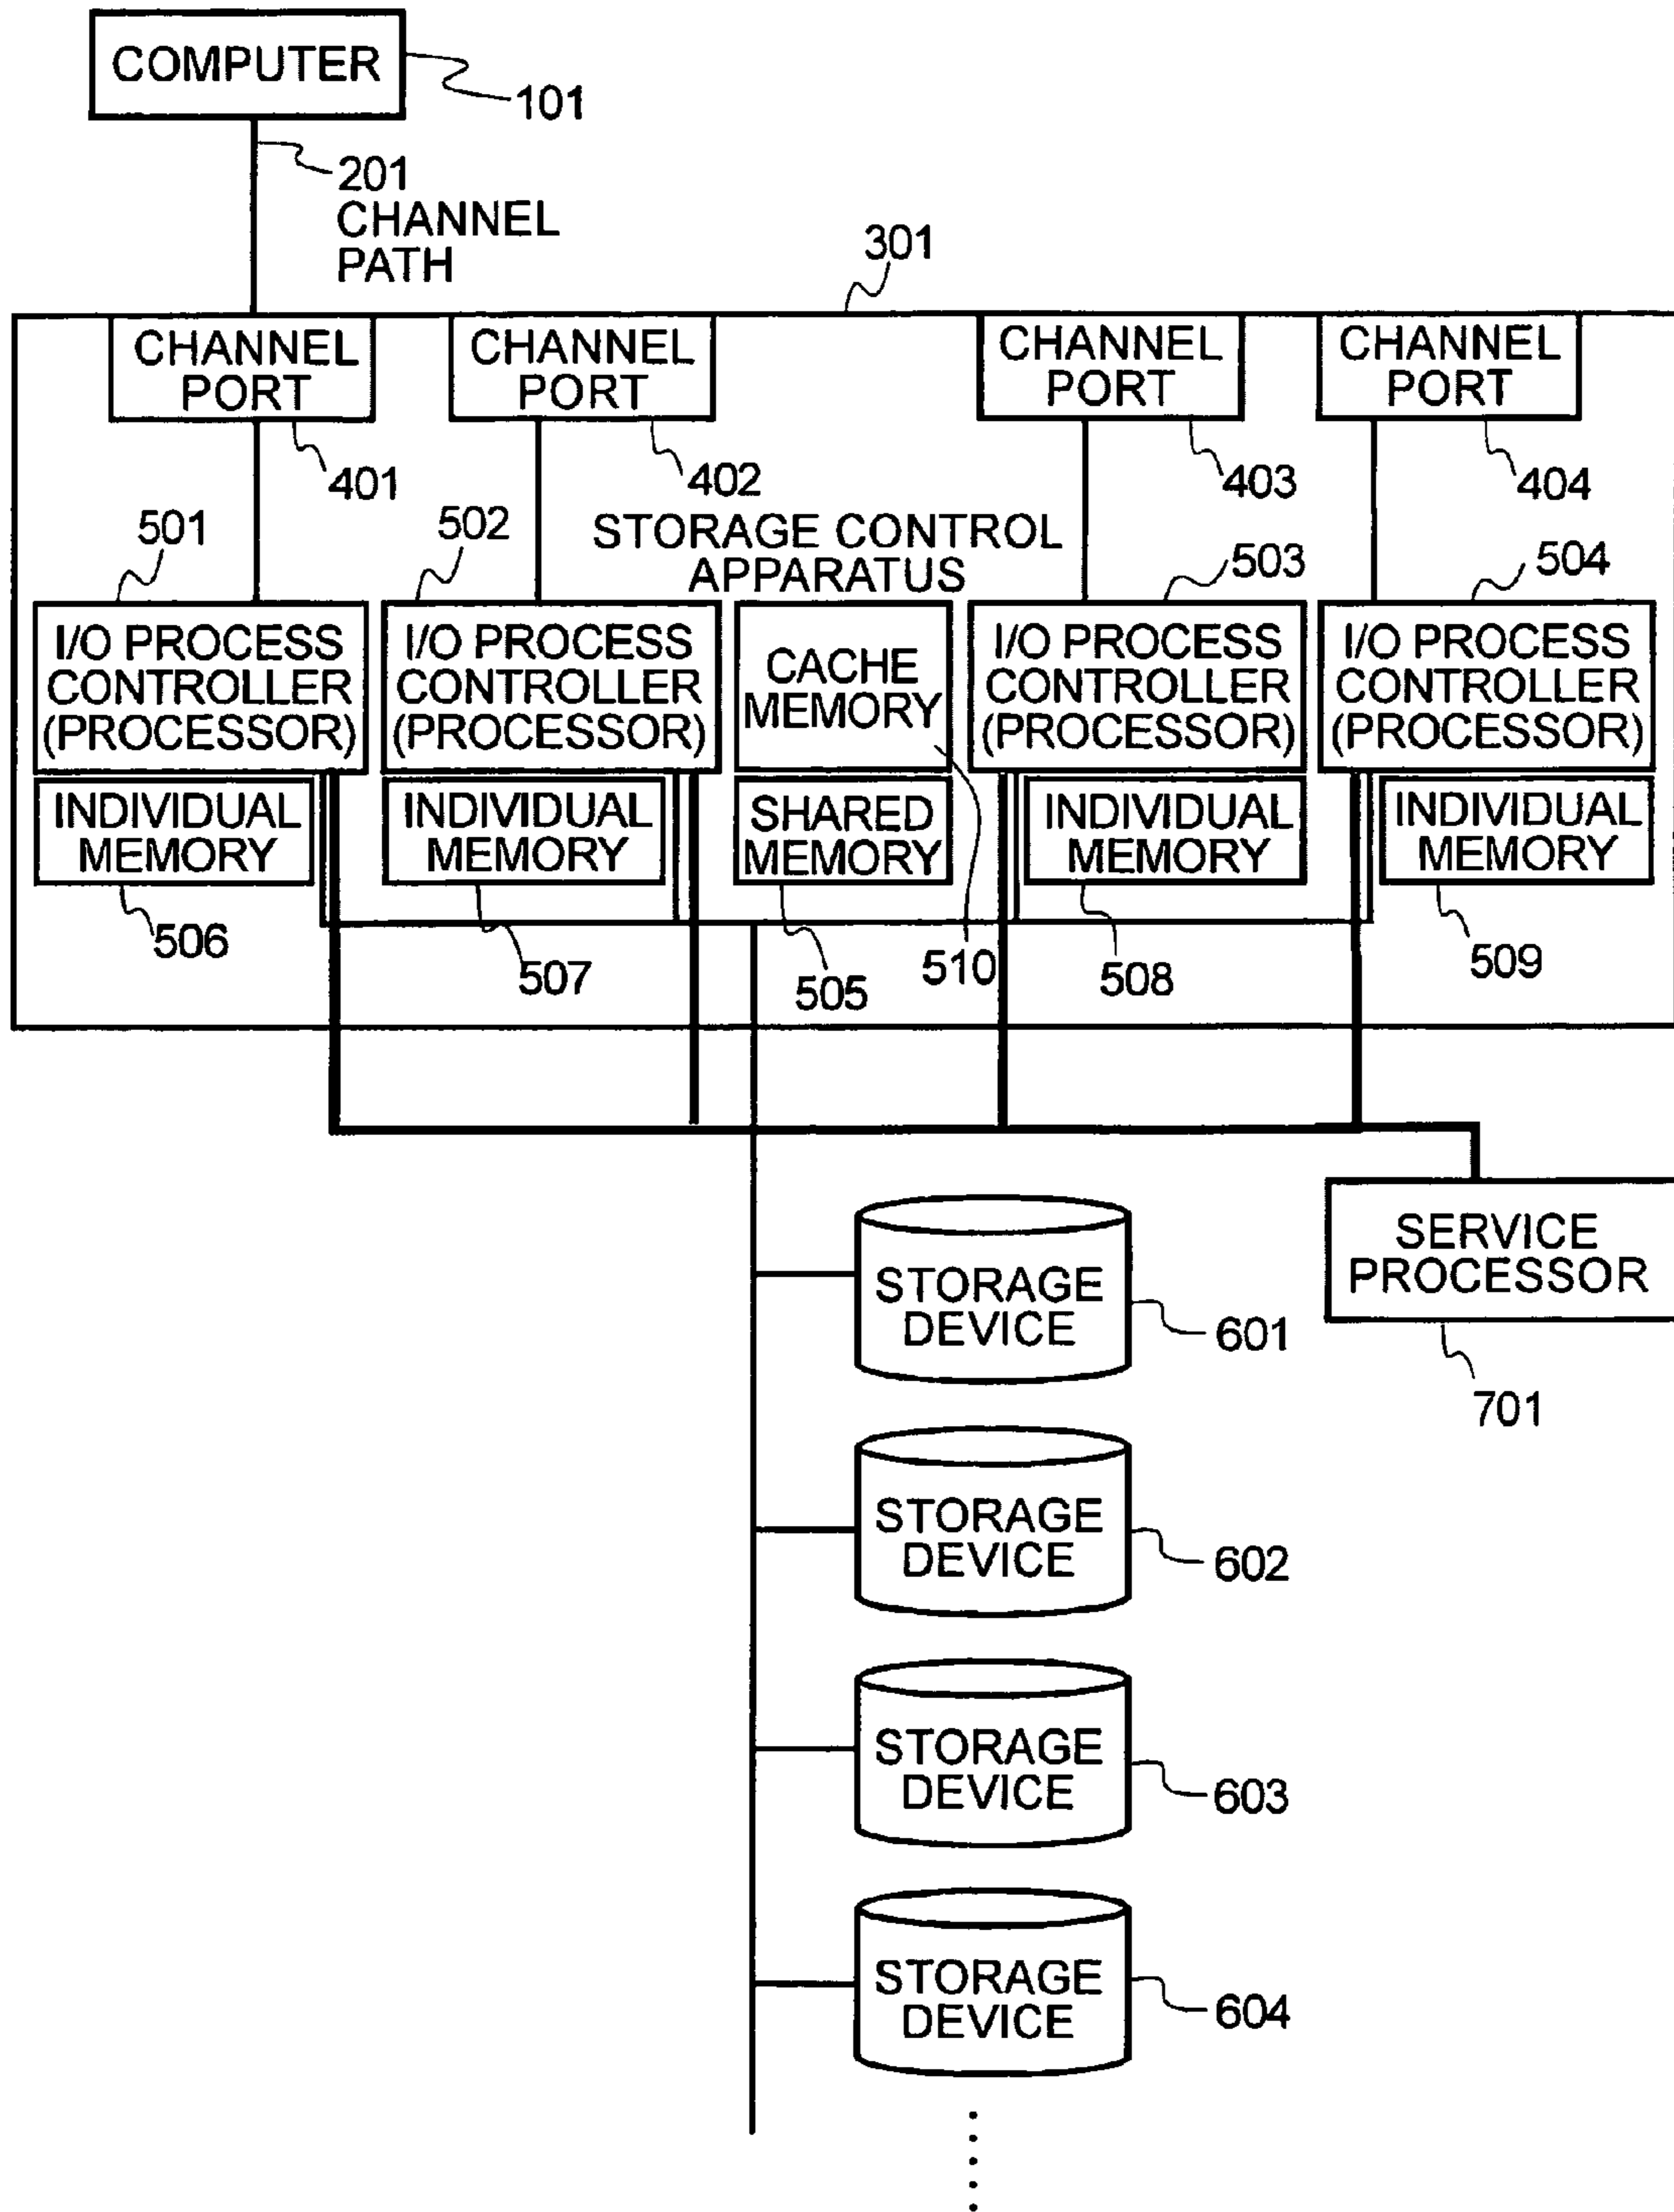 COMPUTER
101
201
CHANNEL
PATH
301
CHANNEL
PORT
CHANNEL
PORT
CHANNEL
PORT
CHANNEL
PORT
401
402
403
404
STORAGE CONTROL
APPARATUS
501
502
503
504
I/O PROCESS
CONTROLLER
(PROCESSOR)
I/O PROCESS
CONTROLLER
(PROCESSOR)
CACHE
MEMORY
I/O PROCESS
CONTROLLER
(PROCESSOR)
I/O PROCESS
CONTROLLER
(PROCESSOR)
INDIVIDUAL
MEMORY
INDIVIDUAL
MEMORY
SHARED
MEMORY
INDIVIDUAL
MEMORY
INDIVIDUAL
MEMORY
506
507
505
510
508
509
SERVICE
PROCESSOR
701
STORAGE
DEVICE
601
STORAGE
DEVICE
602
STORAGE
DEVICE
603
STORAGE
DEVICE
604